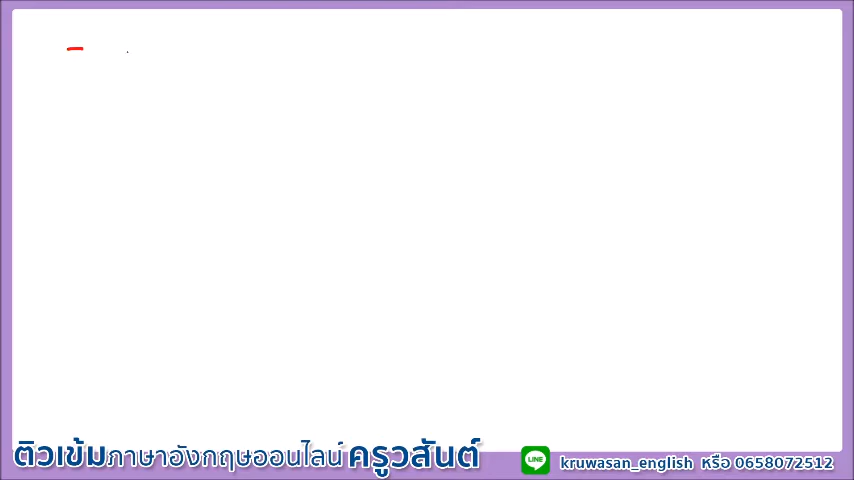 ติวเข้มภาษาอังกฤษออนไลน์ ครูวสันต์
LINE kruwasan_english หรือ 0658072512